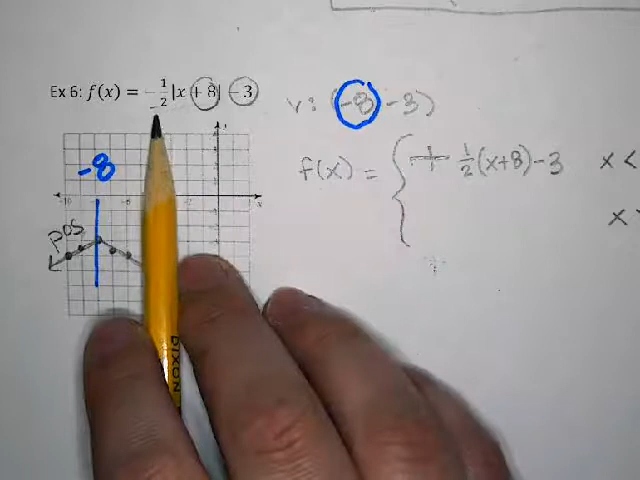 Ex 6: f(x) = -1/2|x + 8| - 3
v: (-8, -3)
-8
f(x) = { 1/2(x+8)-3 x <
x
POS
DIXON